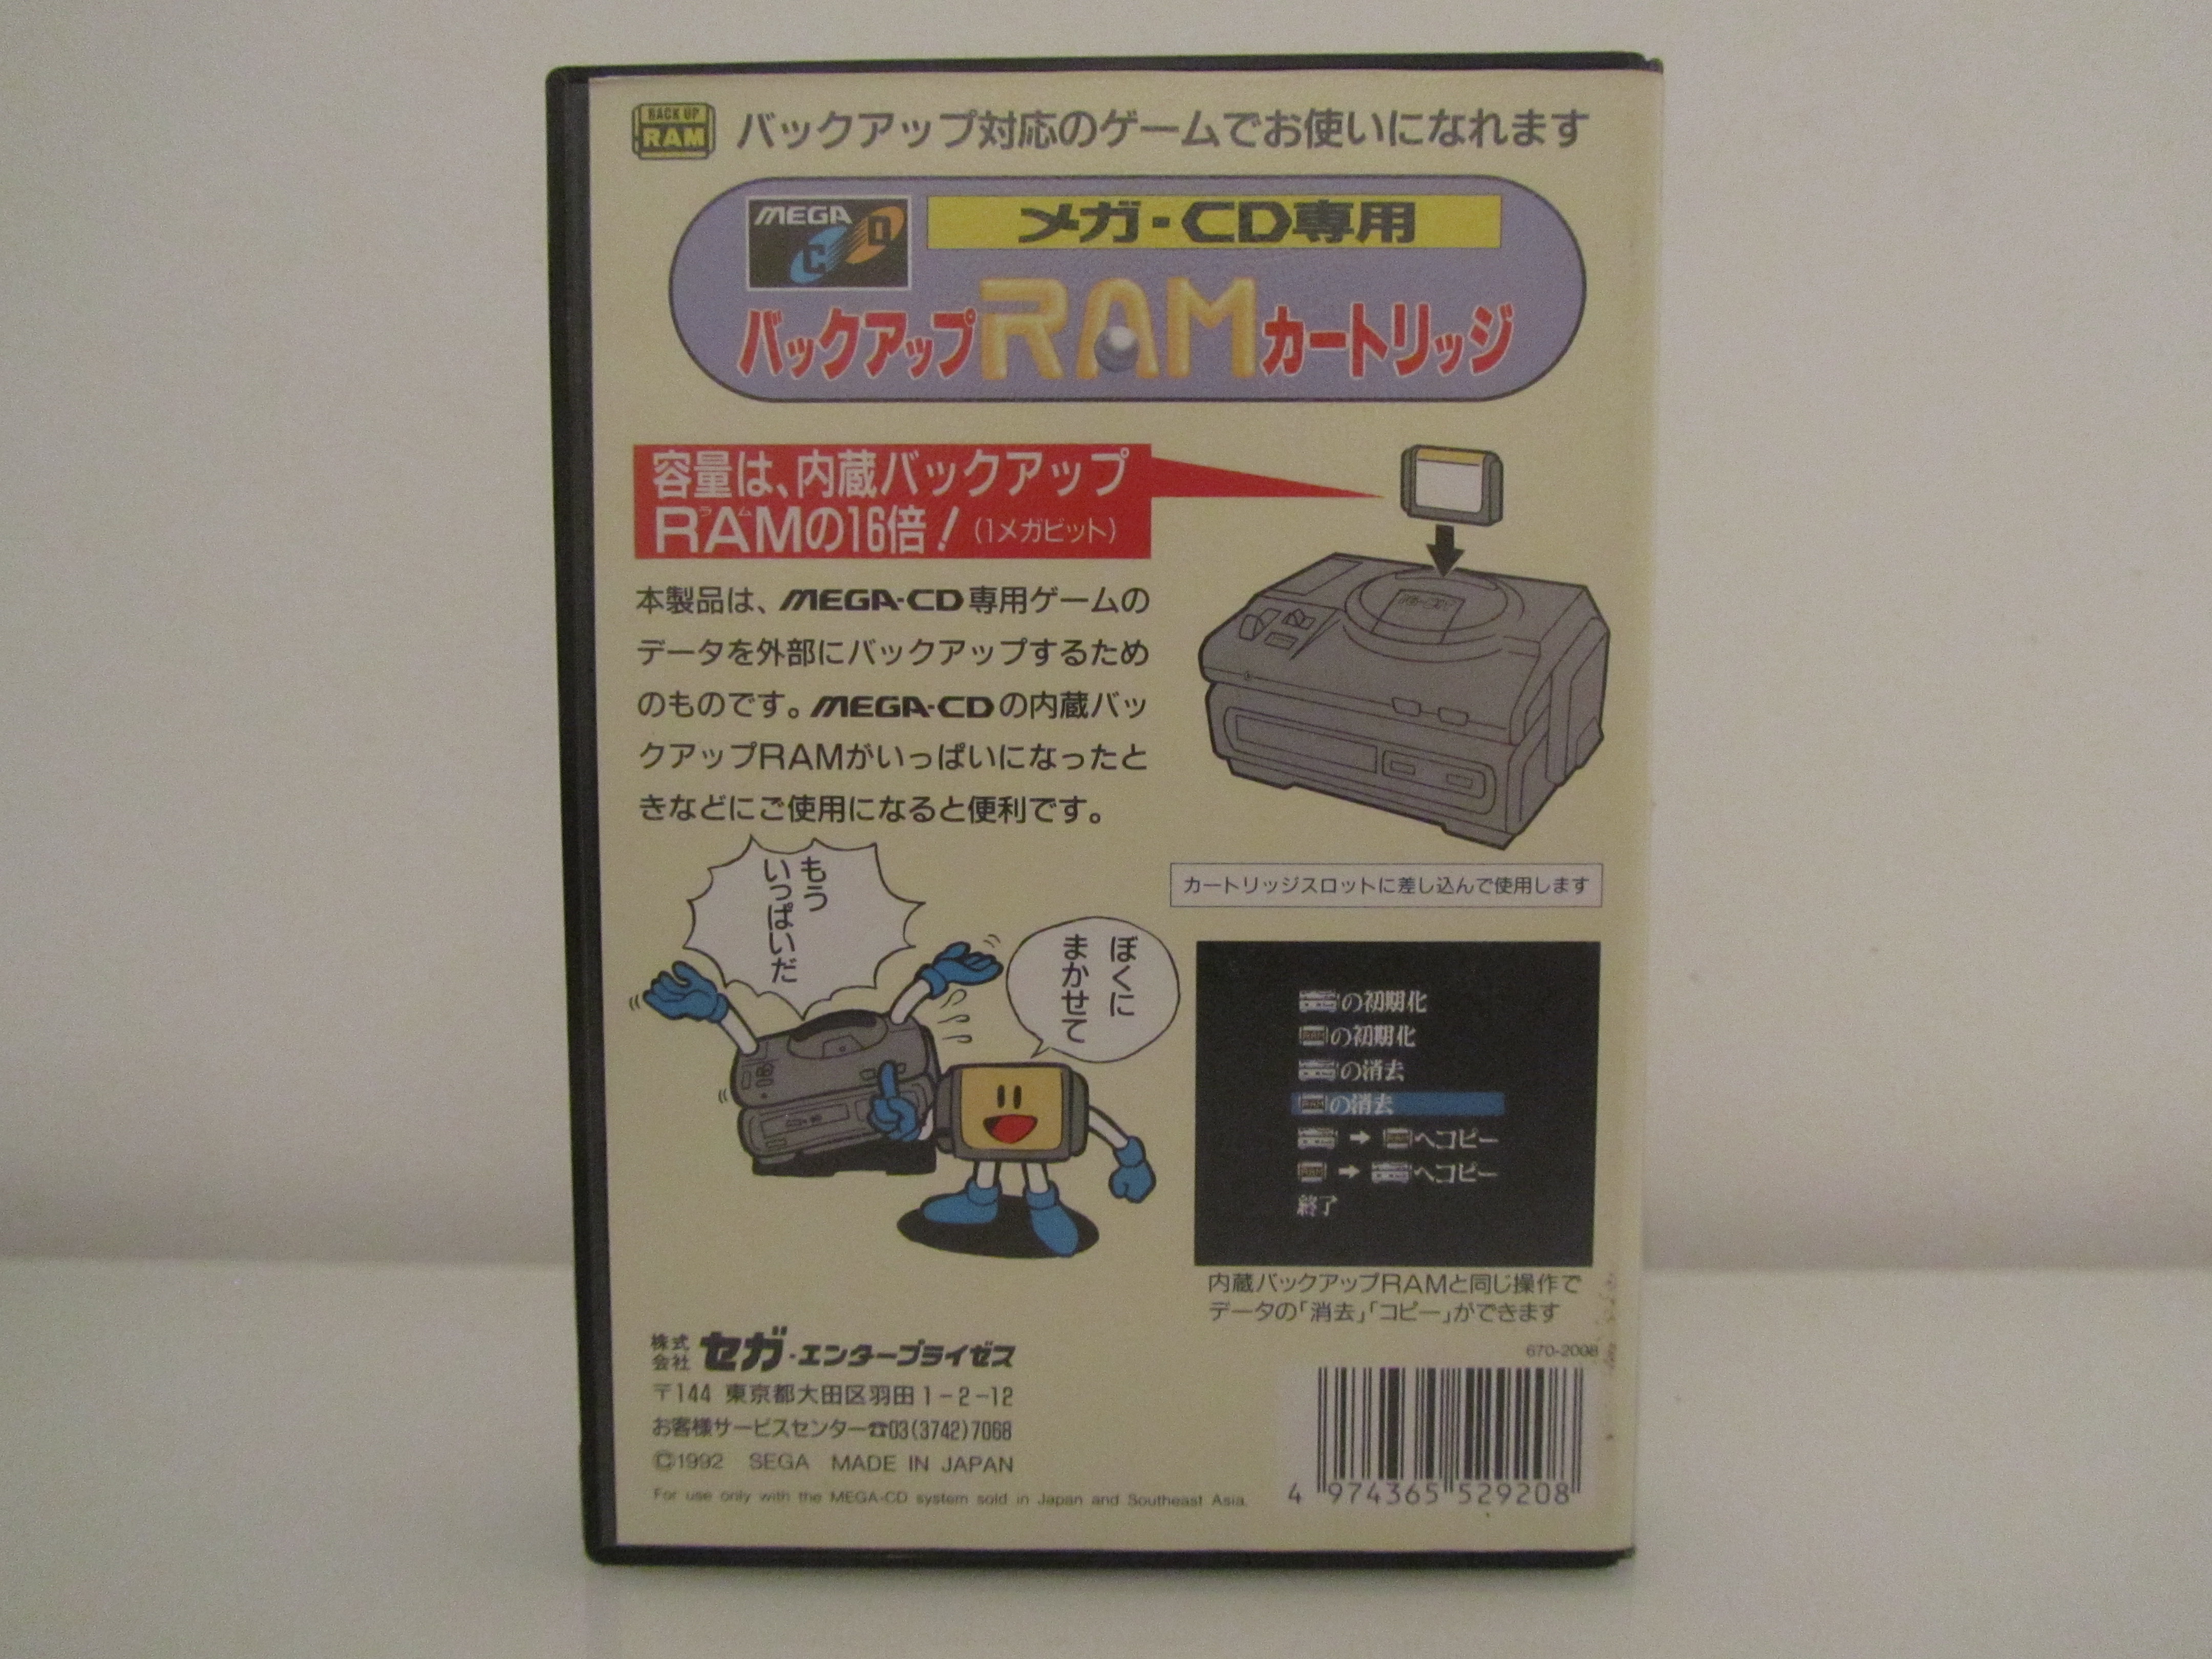 BACK UP
RAM
バックアップ対応のゲームでお使いになれます
MEGA
CD
メガ・CD専用
バックアップRAMカートリッジ
容量は、内蔵バックアップ
ラム
RAMの16倍!(1メガビット)
本製品は、MEGA-CD専用ゲームの
データを外部にバックアップするため
のものです。MEGA-CDの内蔵バッ
クアップRAMがいっぱいになったと
きなどにご使用になると便利です。
もう
いっぱいだ
ぼくに
まかせて
カートリッジスロットに差し込んで使用します
の初期化
の初期化
の消去
の消去
→へコピー
→へコピー
終了
内蔵バックアップRAMと同じ操作で
データの「消去」「コピー」ができます
株式会社 セガ・エンタープライゼス
〒144 東京都大田区羽田1-2-12
お客様サービスセンター☎03(3742)7068
©1992 SEGA MADE IN JAPAN
For use only with the MEGA-CD system sold in Japan and Southeast Asia.
670-2008
4 974365 529208